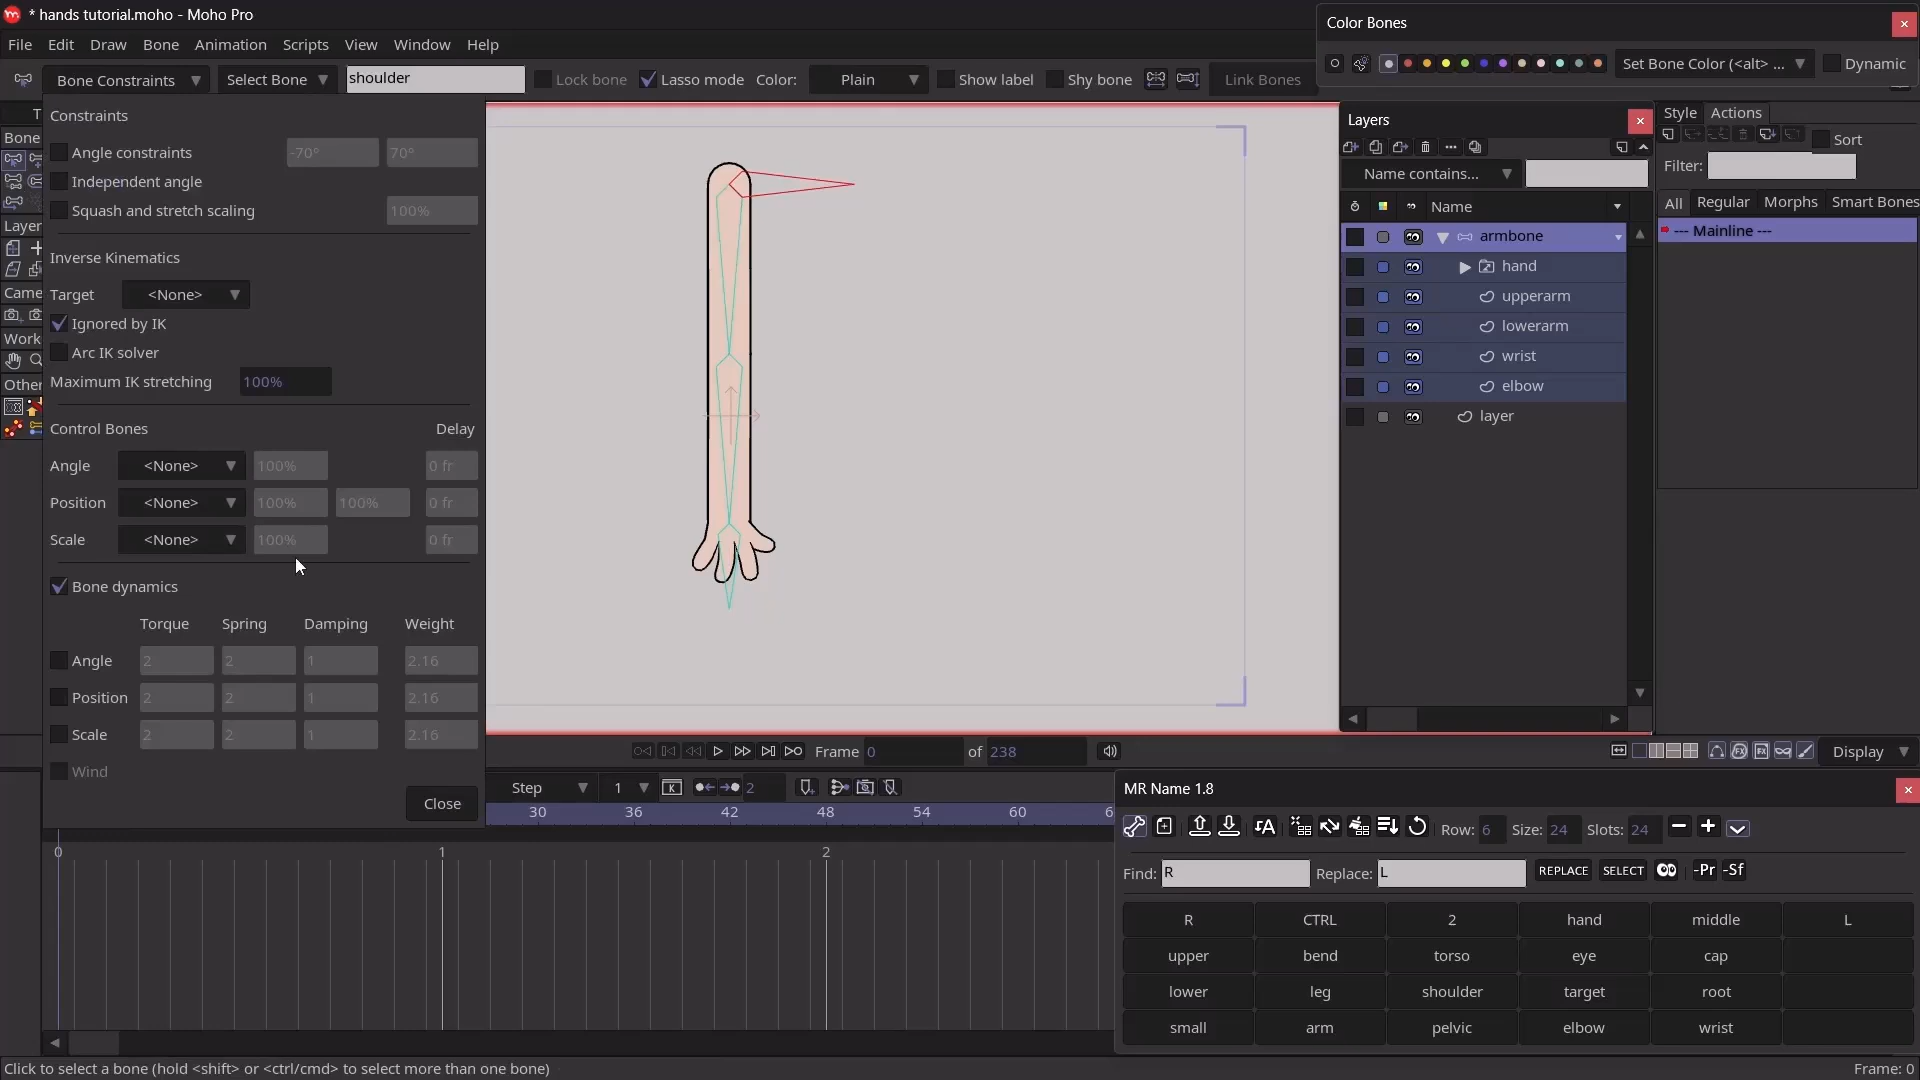 * hands tutorial.moho - Moho Pro
File Edit Draw Bone Animation Scripts View Window Help
Bone Constraints Select Bone shoulder Lock bone Lasso mode Color: Plain Show label Shy bone Link Bones
Color Bones
Set Bone Color (<alt> ... Dynamic
T
Bone
Layer
Came
Work
Other
Constraints
Angle constraints -70° 70°
Independent angle
Squash and stretch scaling 100%
Inverse Kinematics
Target <None>
Ignored by IK
Arc IK solver
Maximum IK stretching 100%
Control Bones Delay
Angle <None> 100% 0 fr
Position <None> 100% 100% 0 fr
Scale <None> 100% 0 fr
Bone dynamics
Torque Spring Damping Weight
Angle 2 2 1 2.16
Position 2 2 1 2.16
Scale 2 2 1 2.16
Wind
Close
Layers
Name contains...
Name
armbone
hand
upperarm
lowerarm
wrist
elbow
layer
Style Actions
Sort
Filter:
All Regular Morphs Smart Bones
--- Mainline ---
Frame 0 of 238
Display
Step 1 2
30 36 42 48 54 60 6
0 1 2
MR Name 1.8
Row: 6 Size: 24 Slots: 24
Find: R Replace: L REPLACE SELECT -Pr -Sf
R CTRL 2 hand middle L
upper bend torso eye cap
lower leg shoulder target root
small arm pelvic elbow wrist
Click to select a bone (hold <shift> or <ctrl/cmd> to select more than one bone)
Frame: 0